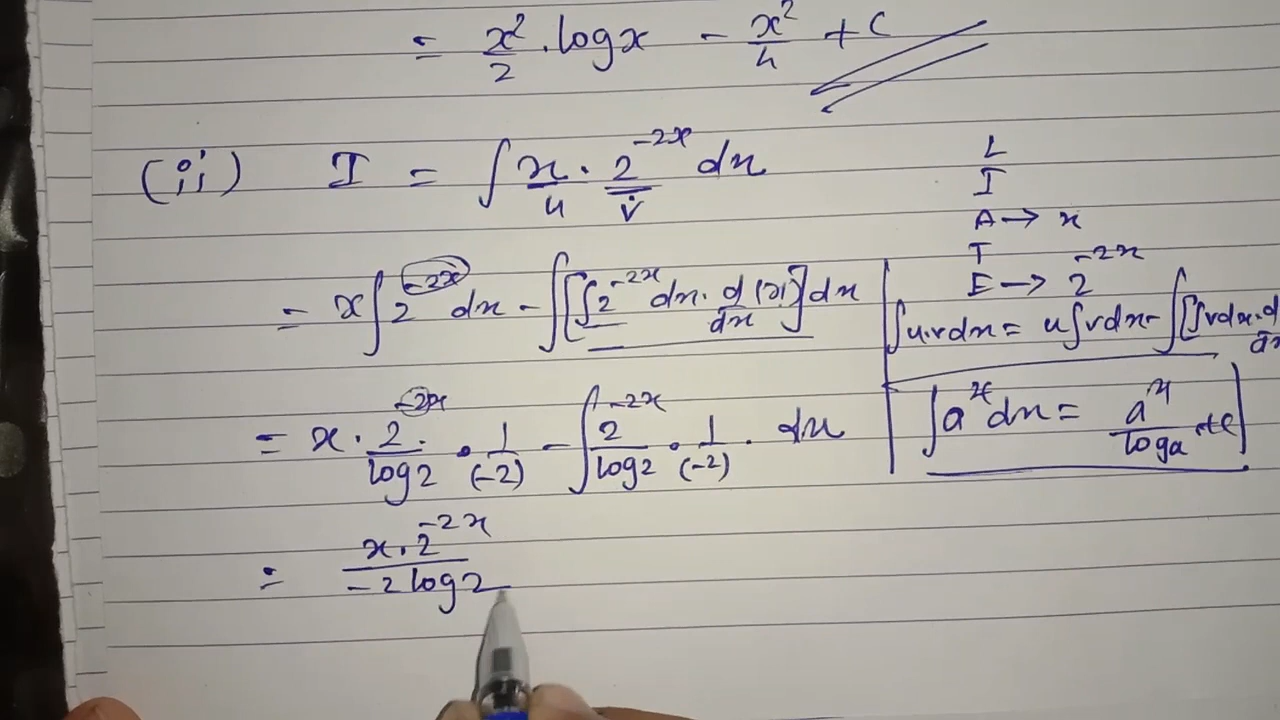 = x²/2 . log x - x²/4 + C
(ii) I = ∫ x . 2^(-2x) dx
u v
L
I
A → x
T
E → 2^(-2x)
= x ∫ 2^(-2x) dx - ∫ [∫ 2^(-2x) dx . d/dx (x)] dx
∫u.v dx = u∫v dx - ∫[∫v dx . d/dx
= x . 2^(-2x)/log 2 . 1/(-2) - ∫ 2^(-2x)/log 2 . 1/(-2) . dx
∫a^x dx = a^x/log a + c
= x . 2^(-2x)/-2 log 2